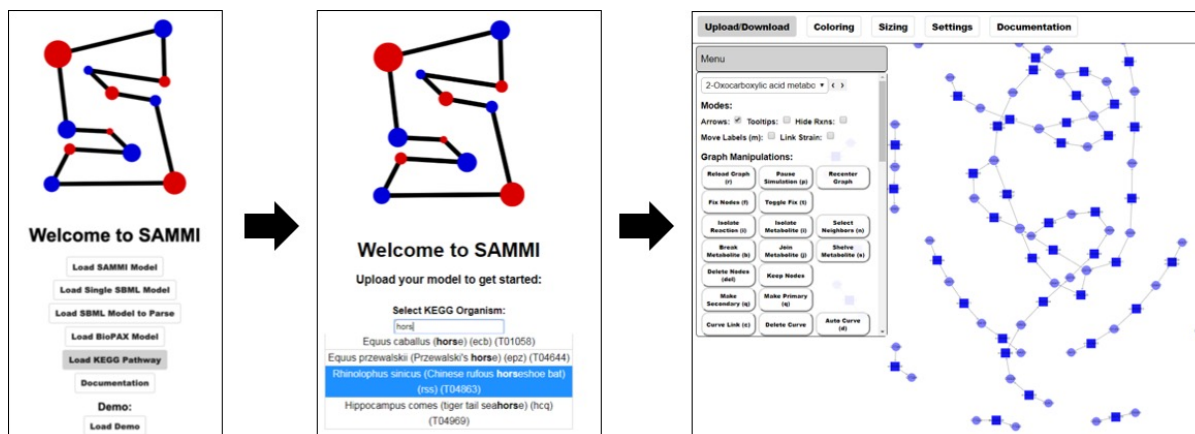 Welcome to SAMMI
Load SAMMI Model
Load Single SBML Model
Load SBML Model to Parse
Load BioPAX Model
Load KEGG Pathway
Documentation
Demo:
Load Demo
Welcome to SAMMI
Upload your model to get started:
Select KEGG Organism:
hors
Equus caballus (horse) (ecb) (T01058)
Equus przewalskii (Przewalski's horse) (epz) (T04644)
Rhinolophus sinicus (Chinese rufous horseshoe bat)
(rss) (T04863)
Hippocampus comes (tiger tail seahorse) (hcq)
(T04969)
Upload/Download Coloring Sizing Settings Documentation
Menu
2-Oxocarboxylic acid metabo
Modes:
Arrows: Tooltips: Hide Rxns:
Move Labels (m): Link Strain:
Graph Manipulations:
Reload Graph (r) Pause Simulation (p) Recenter Graph
Fix Nodes (f) Toggle Fix (t)
Isolate Reaction (i) Isolate Metabolite (i) Select Neighbors (n)
Break Metabolite (b) Join Metabolite (j) Shelve Metabolite (s)
Delete Nodes (del) Keep Nodes
Make Secondary (q) Make Primary (q)
Curve Link (c) Delete Curve Auto Curve (d)